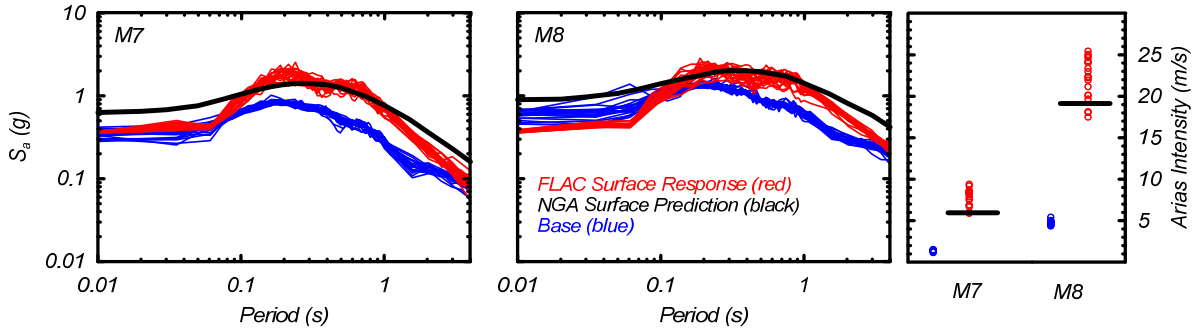 10
1
0.1
0.01
Sa (g)
M7
0.01
0.1
1
Period (s)
M8
FLAC Surface Response (red)
NGA Surface Prediction (black)
Base (blue)
0.01
0.1
1
Period (s)
25
20
15
10
5
Arias Intensity (m/s)
M7
M8